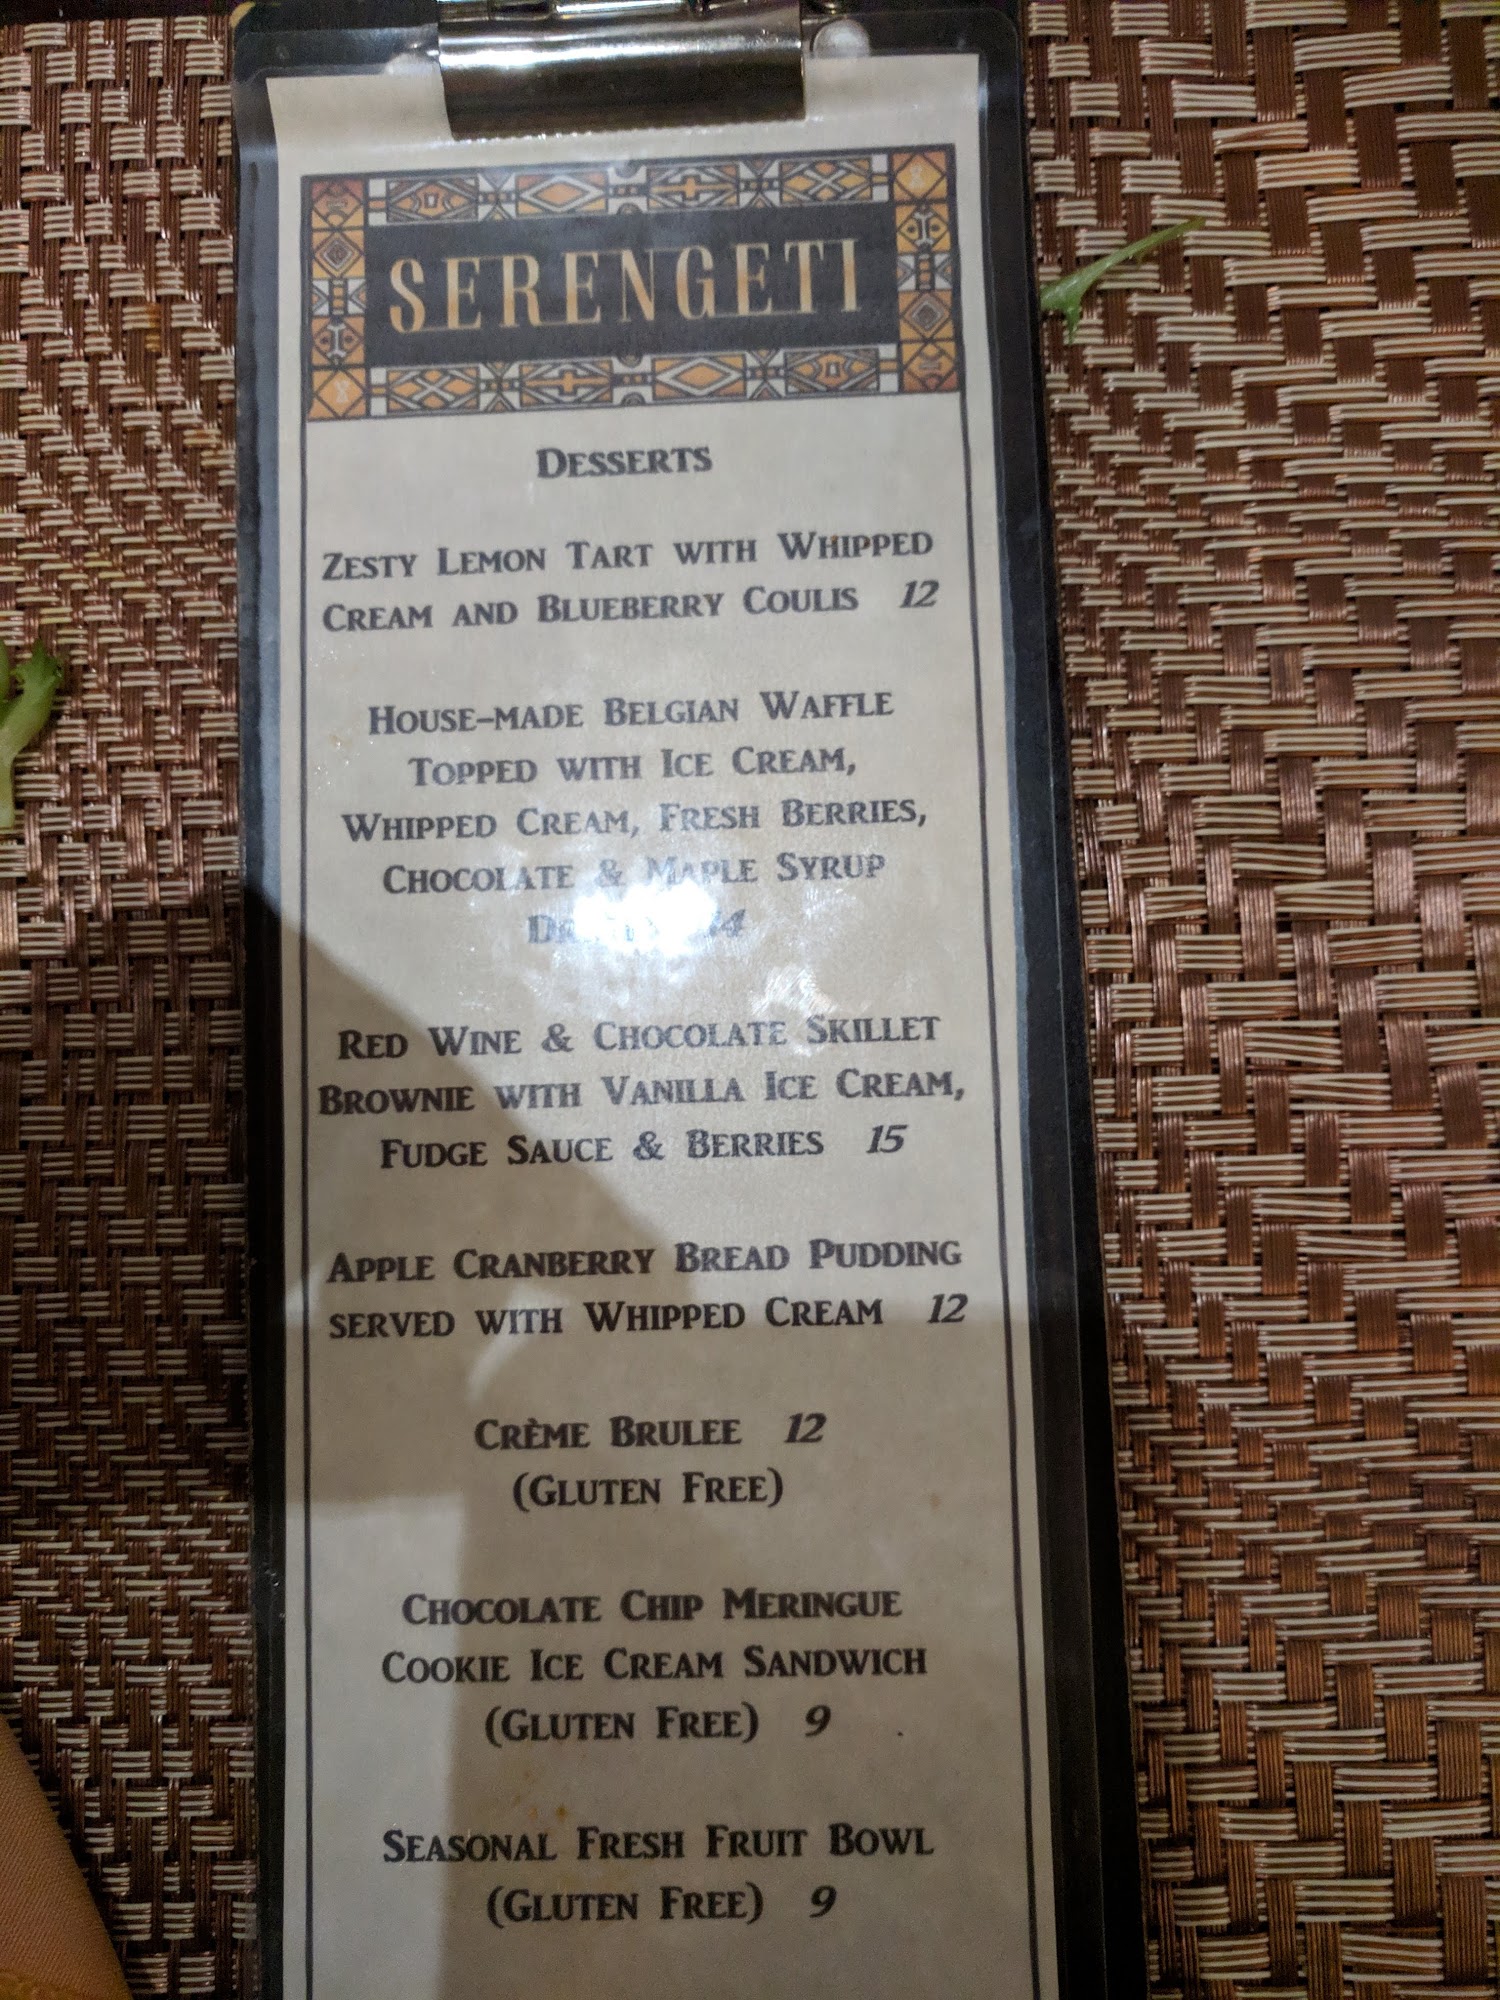 SERENGETI
DESSERTS
ZESTY LEMON TART WITH WHIPPED
CREAM AND BLUEBERRY COULIS 12
HOUSE-MADE BELGIAN WAFFLE
TOPPED WITH ICE CREAM,
WHIPPED CREAM, FRESH BERRIES,
CHOCOLATE & MAPLE SYRUP
RED WINE & CHOCOLATE SKILLET
BROWNIE WITH VANILLA ICE CREAM,
FUDGE SAUCE & BERRIES 15
APPLE CRANBERRY BREAD PUDDING
SERVED WITH WHIPPED CREAM 12
CRÈME BRULEE 12
(GLUTEN FREE)
CHOCOLATE CHIP MERINGUE
COOKIE ICE CREAM SANDWICH
(GLUTEN FREE) 9
SEASONAL FRESH FRUIT BOWL
(GLUTEN FREE) 9